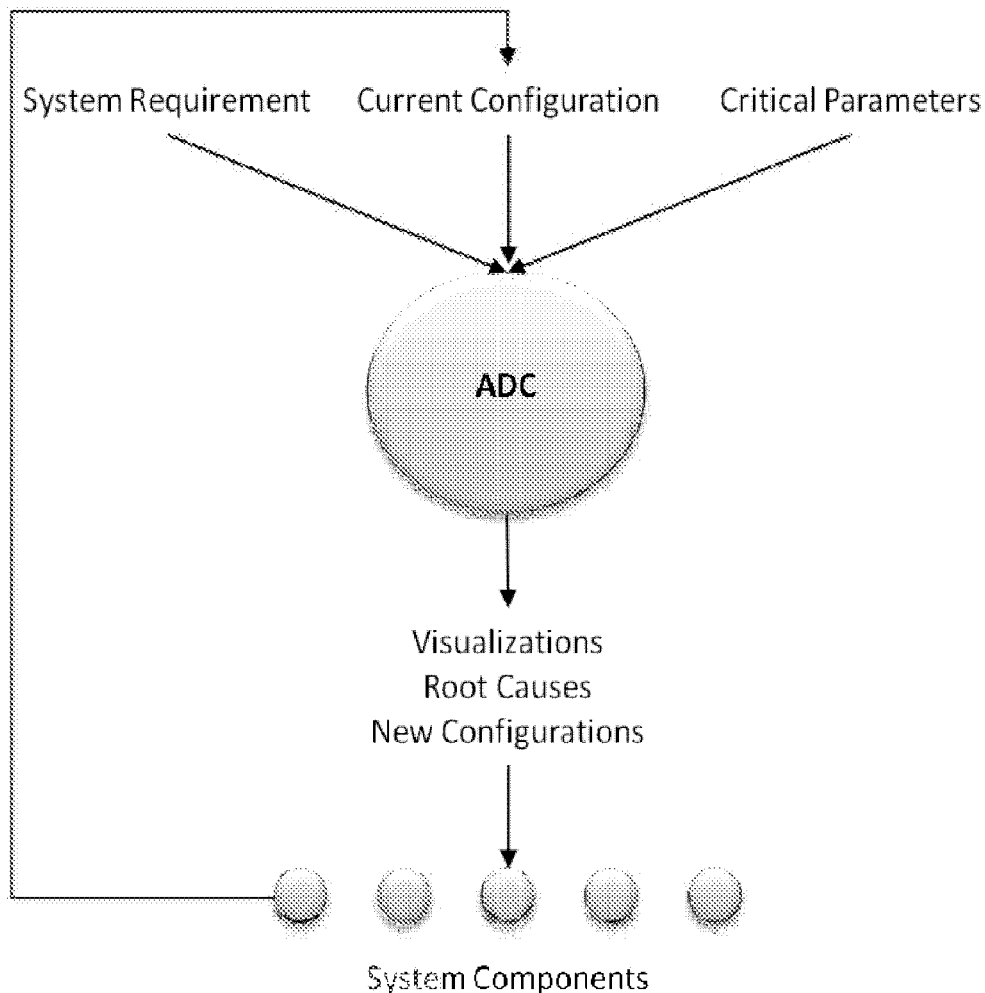 System Requirement
Current Configuration
Critical Parameters
ADC
Visualizations
Root Causes
New Configurations
System Components